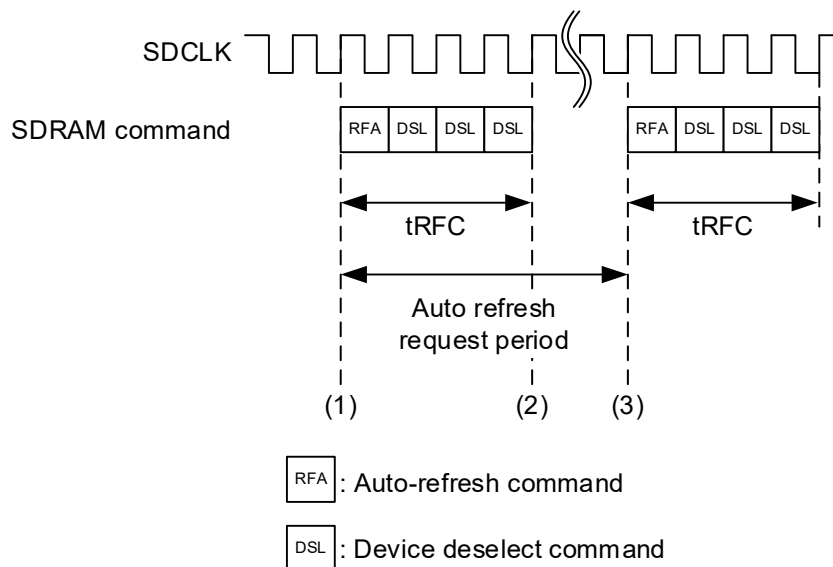 SDCLK
SDRAM command
RFA DSL DSL DSL RFA DSL DSL DSL
tRFC tRFC
Auto refresh
request period
(1) (2) (3)
RFA : Auto-refresh command
DSL : Device deselect command